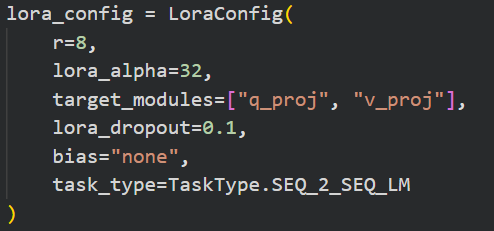 lora_config = LoraConfig(
    r=8,
    lora_alpha=32,
    target_modules=["q_proj", "v_proj"],
    lora_dropout=0.1,
    bias="none",
    task_type=TaskType.SEQ_2_SEQ_LM
)